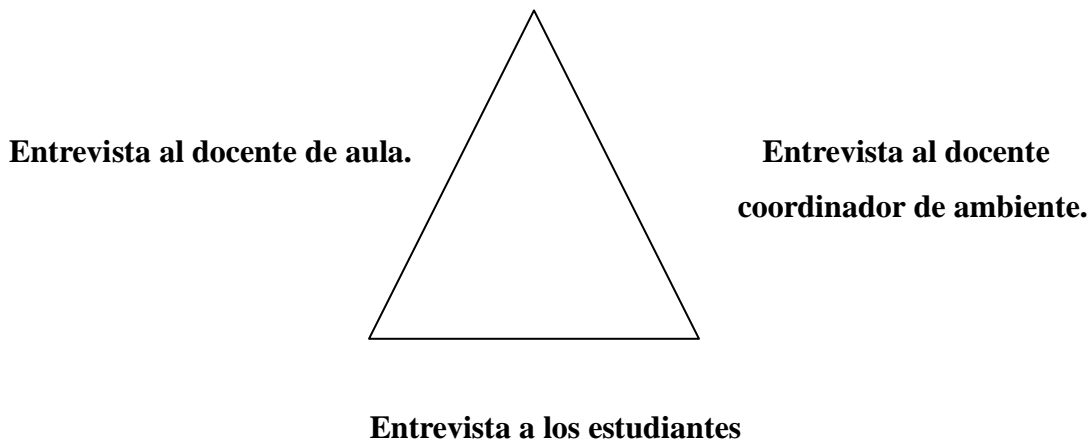 Entrevista al docente de aula.
Entrevista al docente
coordinador de ambiente.
Entrevista a los estudiantes